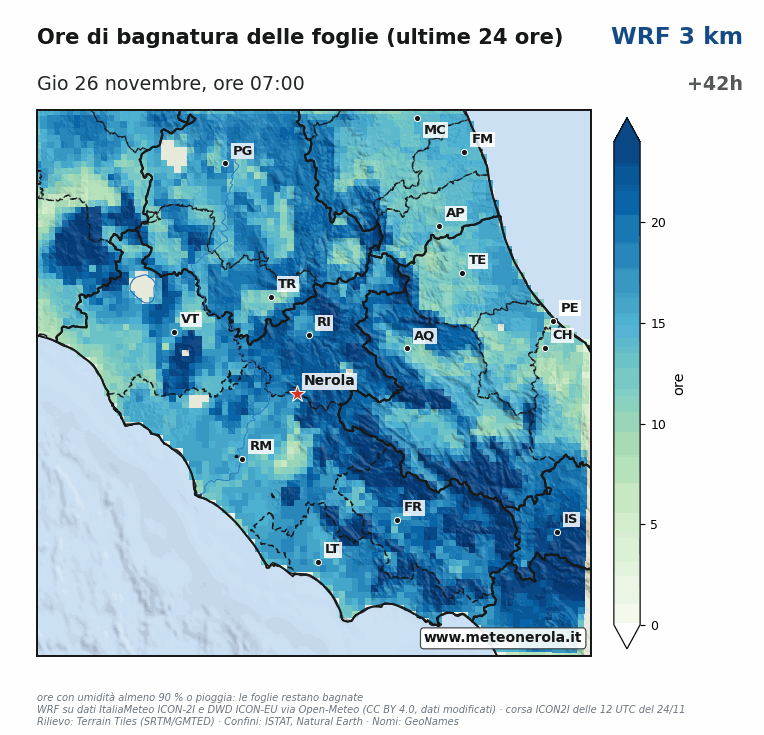 Ore di bagnatura delle foglie (ultime 24 ore)
WRF 3 km
Gio 26 novembre, ore 07:00
+42h
MC
FM
PG
AP
TE
TR
PE
VT
RI
AQ
CH
Nerola
RM
FR
IS
LT
www.meteonerola.it
20
15
10
5
0
ore
ore con umidità almeno 90 % o pioggia: le foglie restano bagnate
WRF su dati ItaliaMeteo ICON-2I e DWD ICON-EU via Open-Meteo (CC BY 4.0, dati modificati) · corsa ICON2I delle 12 UTC del 24/11
Rilievo: Terrain Tiles (SRTM/GMTED) · Confini: ISTAT, Natural Earth · Nomi: GeoNames